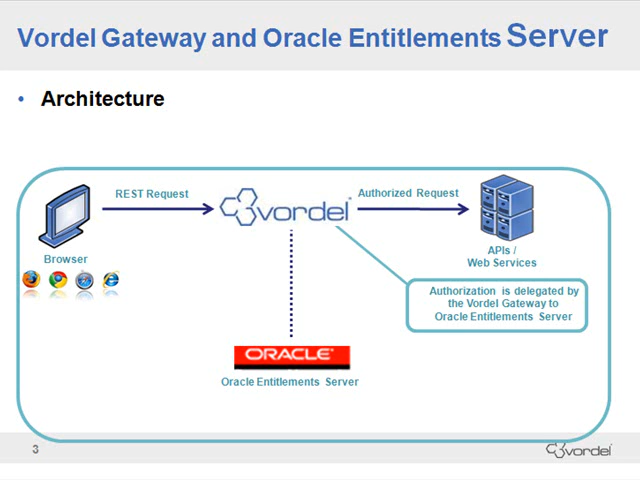 Vordel Gateway and Oracle Entitlements Server
• Architecture
REST Request
Authorized Request
vordel
Browser
APIs /
Web Services
Authorization is delegated by
the Vordel Gateway to
Oracle Entitlements Server
ORACLE®
Oracle Entitlements Server
3
vordel